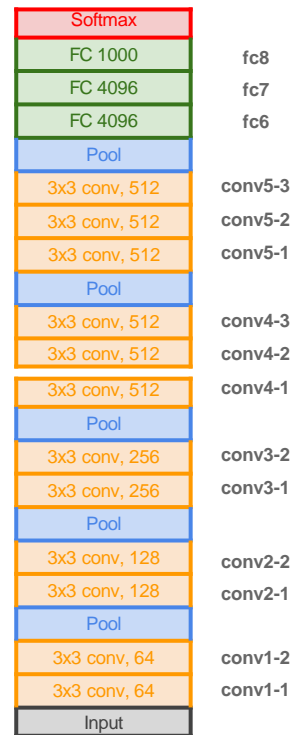 Softmax
FC 1000 fc8
FC 4096 fc7
FC 4096 fc6
Pool
3x3 conv, 512 conv5-3
3x3 conv, 512 conv5-2
3x3 conv, 512 conv5-1
Pool
3x3 conv, 512 conv4-3
3x3 conv, 512 conv4-2
3x3 conv, 512 conv4-1
Pool
3x3 conv, 256 conv3-2
3x3 conv, 256 conv3-1
Pool
3x3 conv, 128 conv2-2
3x3 conv, 128 conv2-1
Pool
3x3 conv, 64 conv1-2
3x3 conv, 64 conv1-1
Input